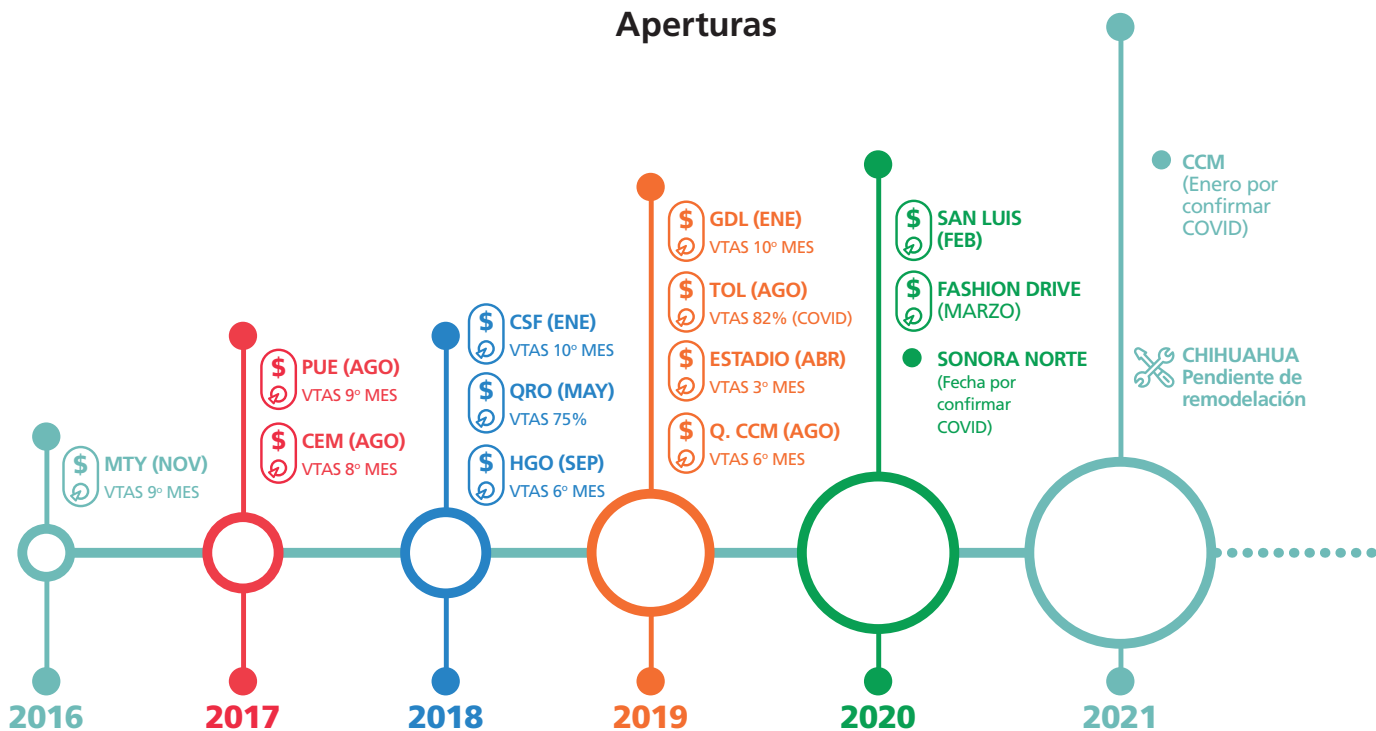 Aperturas
$
MTY (NOV)
VTAS 9º MES
2016
$
PUE (AGO)
VTAS 9º MES
$
CEM (AGO)
VTAS 8º MES
2017
$
CSF (ENE)
VTAS 10º MES
$
QRO (MAY)
VTAS 75%
$
HGO (SEP)
VTAS 6º MES
2018
$
GDL (ENE)
VTAS 10º MES
$
TOL (AGO)
VTAS 82% (COVID)
$
ESTADIO (ABR)
VTAS 3º MES
$
Q. CCM (AGO)
VTAS 6º MES
2019
$
SAN LUIS
(FEB)
$
FASHION DRIVE
(MARZO)
SONORA NORTE
(Fecha por
confirmar
COVID)
2020
CCM
(Enero por
confirmar
COVID)
CHIHUAHUA
Pendiente de
remodelación
2021